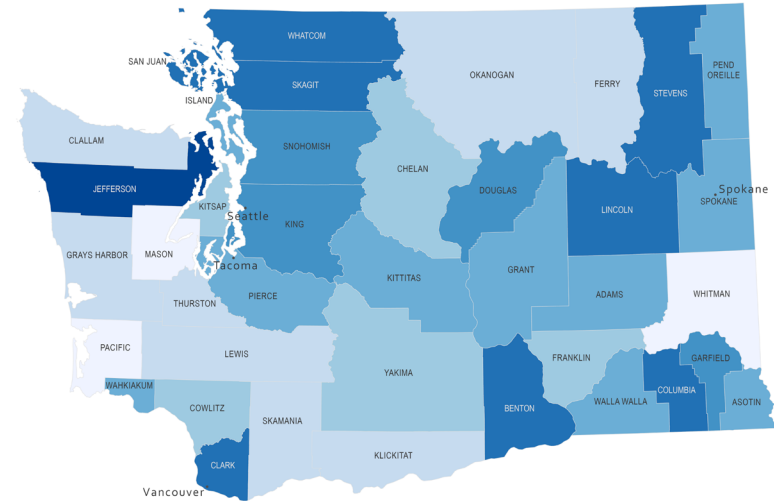 WHATCOM
SAN JUAN
SKAGIT
ISLAND
OKANOGAN
FERRY
STEVENS
PEND
OREILLE
CLALLAM
SNOHOMISH
CHELAN
JEFFERSON
DOUGLAS
Spokane
SPOKANE
KITSAP
Seattle
KING
LINCOLN
GRAYS HARBOR
MASON
Tacoma
KITTITAS
GRANT
ADAMS
WHITMAN
THURSTON
PIERCE
PACIFIC
LEWIS
YAKIMA
FRANKLIN
GARFIELD
WAHKIAKUM
COLUMBIA
COWLITZ
BENTON
WALLA WALLA
ASOTIN
SKAMANIA
KLICKITAT
CLARK
Vancouver